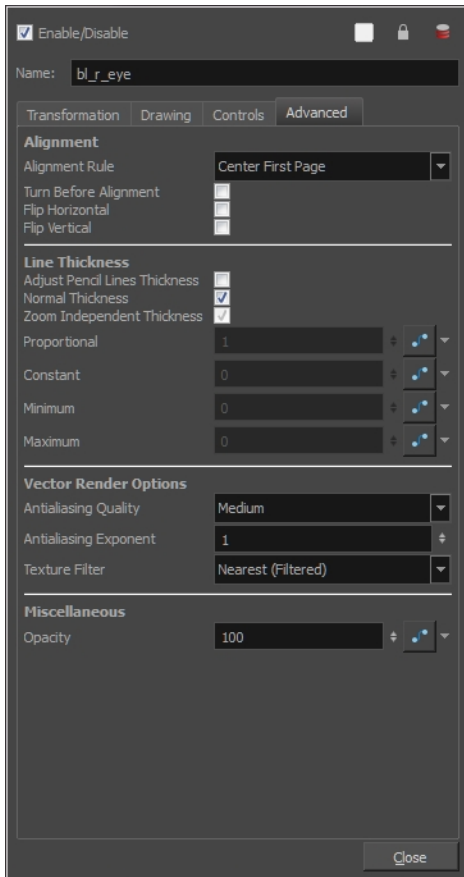 Enable/Disable
Name: bl_r_eye
Transformation Drawing Controls Advanced
Alignment
Alignment Rule Center First Page
Turn Before Alignment
Flip Horizontal
Flip Vertical
Line Thickness
Adjust Pencil Lines Thickness
Normal Thickness
Zoom Independent Thickness
Proportional 1
Constant 0
Minimum 0
Maximum 0
Vector Render Options
Antialiasing Quality Medium
Antialiasing Exponent 1
Texture Filter Nearest (Filtered)
Miscellaneous
Opacity 100
Close